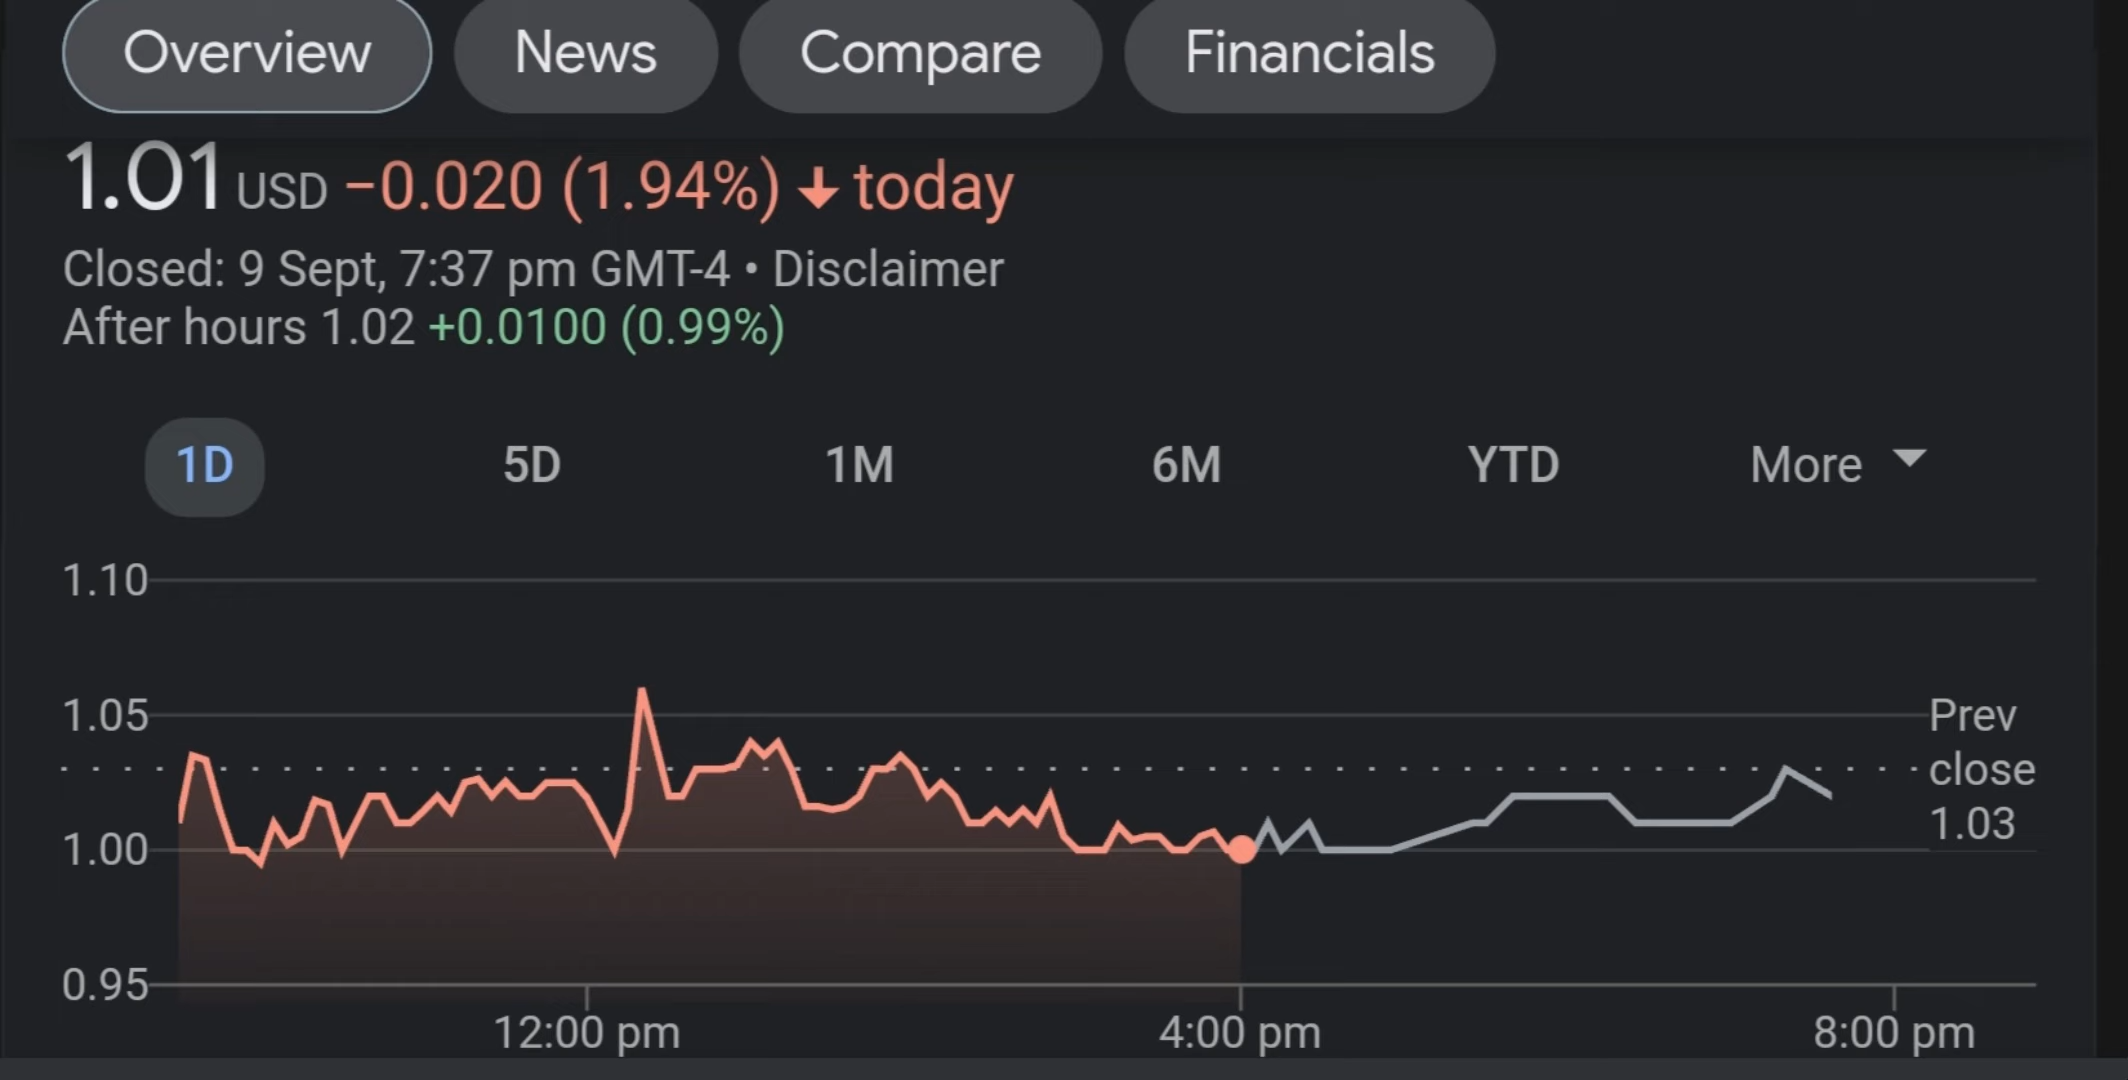 Overview News Compare Financials
1.01 USD −0.020 (1.94%) ↓ today
Closed: 9 Sept, 7:37 pm GMT-4 • Disclaimer
After hours 1.02 +0.0100 (0.99%)
1D 5D 1M 6M YTD More
1.10
1.05
1.00
0.95
Prev
close
1.03
12:00 pm 4:00 pm 8:00 pm